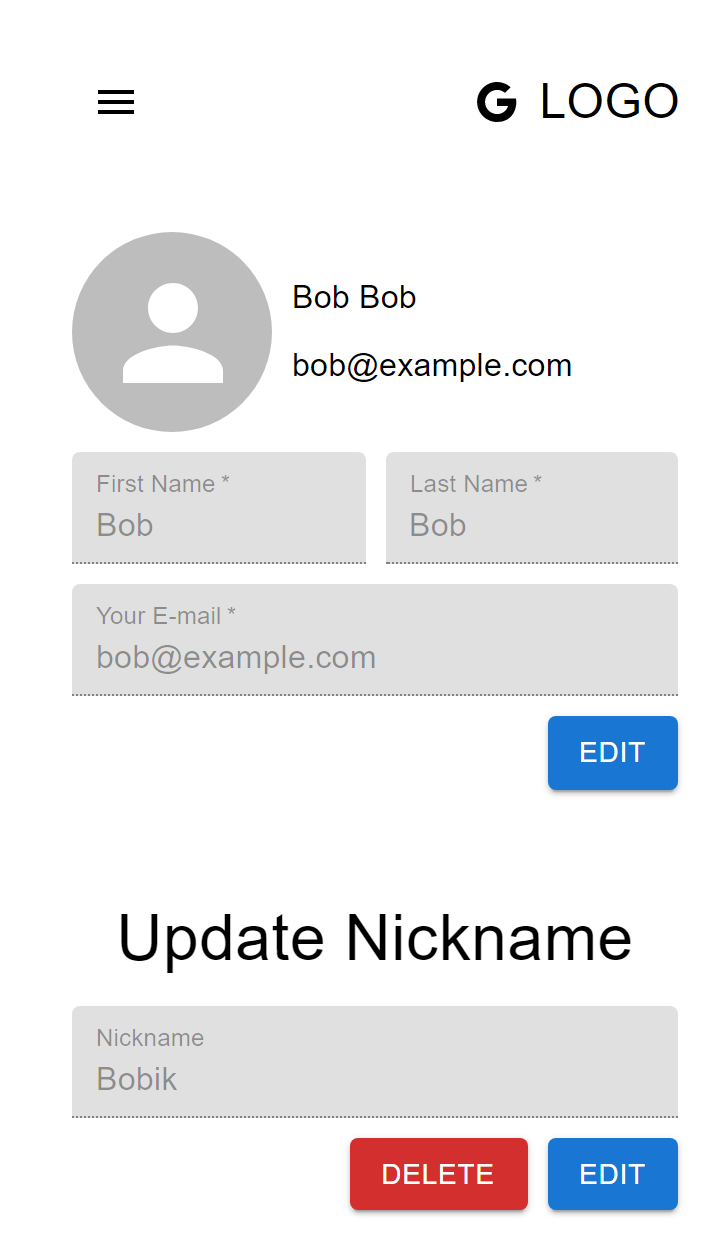 LOGO
Bob Bob
bob@example.com
First Name *
Bob
Last Name *
Bob
Your E-mail *
bob@example.com
EDIT
Update Nickname
Nickname
Bobik
DELETE
EDIT